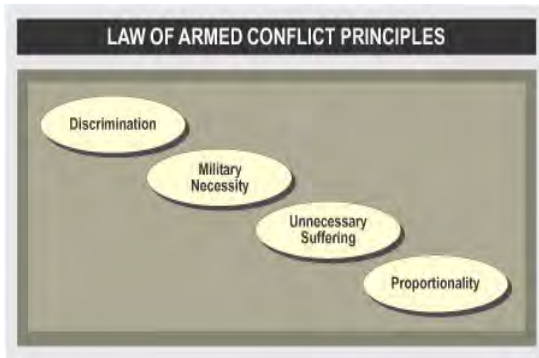 LAW OF ARMED CONFLICT PRINCIPLES
Discrimination
Military
Necessity
Unnecessary
Suffering
Proportionality